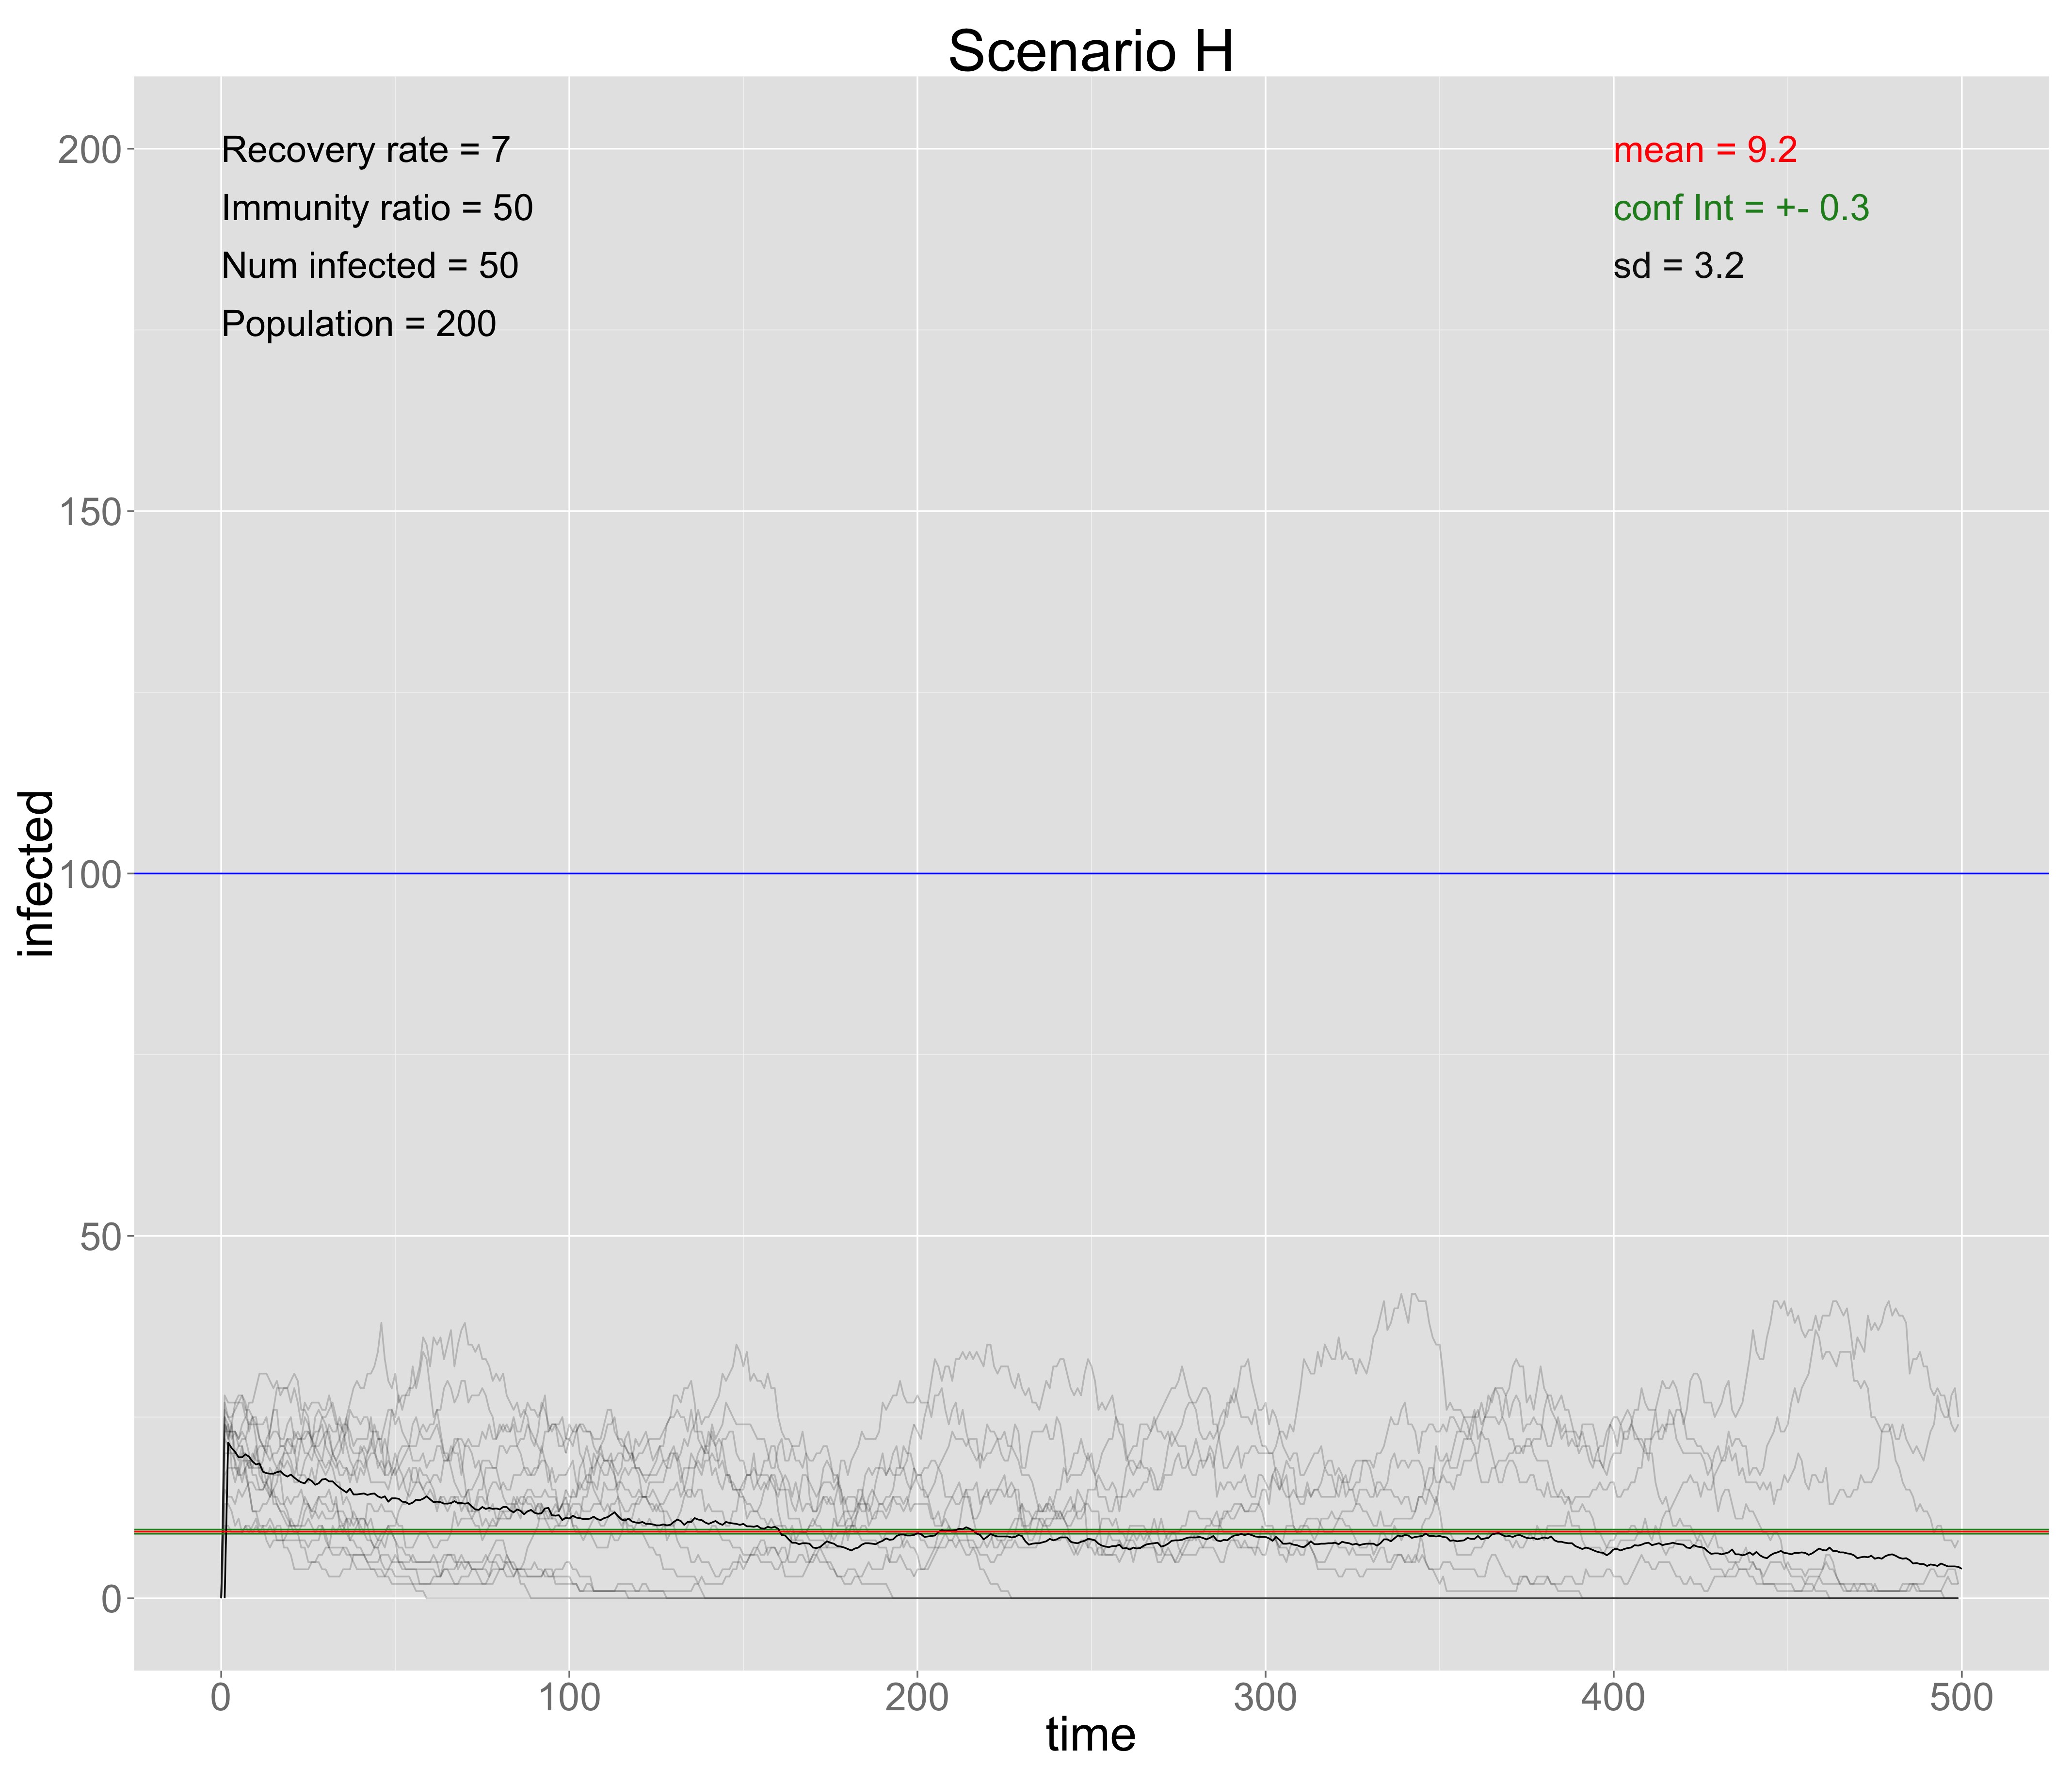 Scenario H
Recovery rate = 7
Immunity ratio = 50
Num infected = 50
Population = 200
mean = 9.2
conf Int = +- 0.3
sd = 3.2
infected
200
150
100
50
0
0 100 200 300 400 500
time